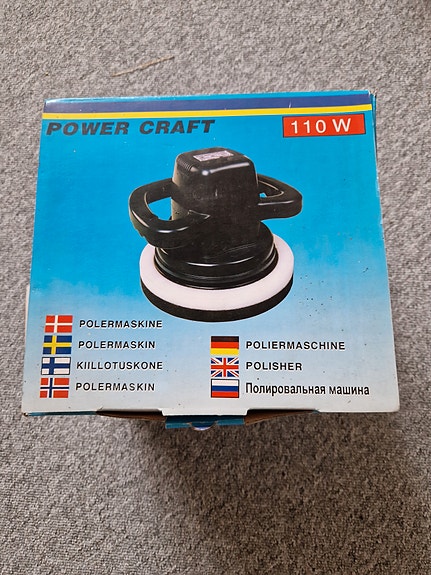 POWER CRAFT
110 W
POLERMASKINE
POLERMASKIN
KIILLOTUSKONE
POLERMASKIN
POLIERMASCHINE
POLISHER
Полировальная машина